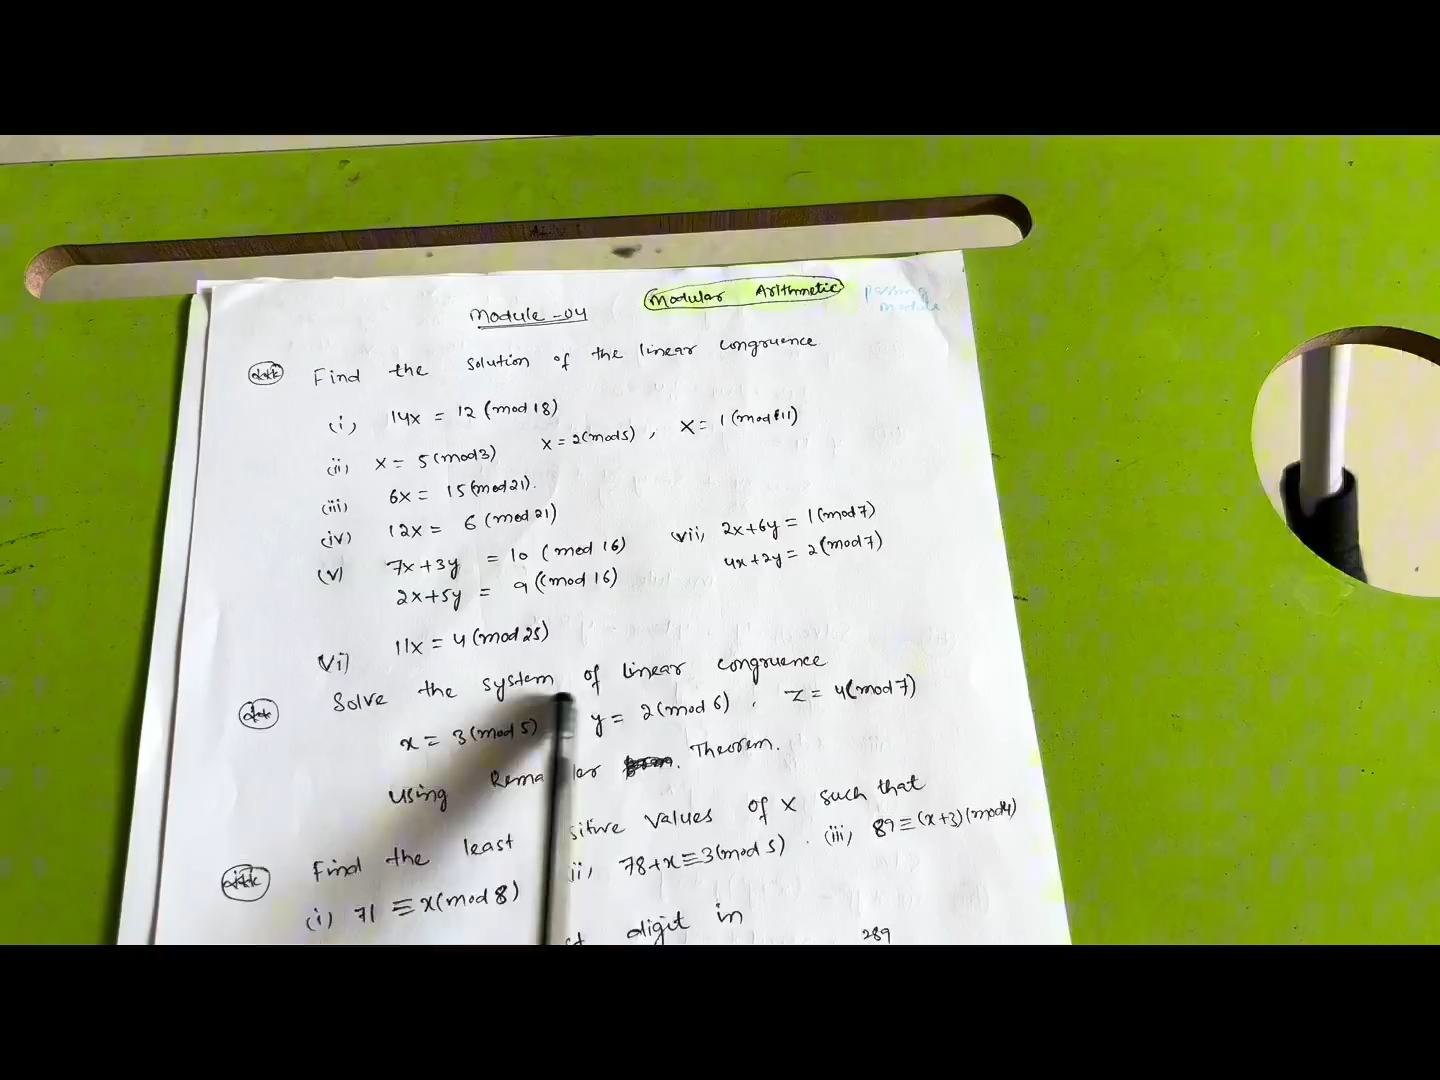 Modular Arithmetic
passing
module
Module -04
*** Find the solution of the linear congruence
(i) 14x = 12 (mod 18)
(ii) x = 5 (mod 3) x = 2 (mod 5) , x = 1 (mod 11)
(iii) 6x = 15 (mod 21).
(iv) 12x = 6 (mod 21)
(v) 7x + 3y = 10 (mod 16)
2x + 5y = 9 (mod 16)
(vii) 2x + 6y = 1 (mod 7)
4x + 2y = 2 (mod 7)
(vi) 11x = 4 (mod 25)
** Solve the system of linear congruence
x = 3 (mod 5) y = 2 (mod 6) , z = 4 (mod 7)
using Theorem.
*** Find the least values of x such that
(i) 71 ≡ x (mod 8) (ii) 78 + x ≡ 3 (mod 5) . (iii) 89 ≡ (x+3) (mod 4)
digit in
289